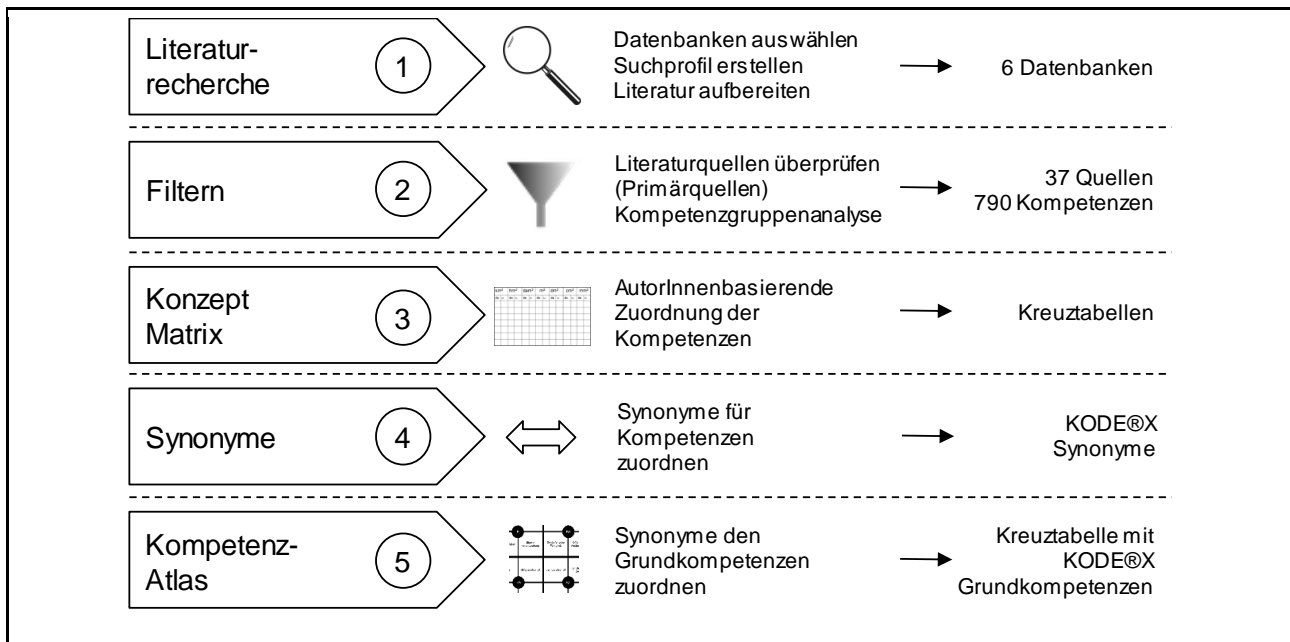 Literatur-
recherche
1
Datenbanken auswählen
Suchprofil erstellen
Literatur aufbereiten
6 Datenbanken
Filtern
2
Literaturquellen überprüfen
(Primärquellen)
Kompetenzgruppenanalyse
37 Quellen
790 Kompetenzen
Konzept
Matrix
3
AutorInnenbasierende
Zuordnung der
Kompetenzen
Kreuztabellen
Synonyme
4
Synonyme für
Kompetenzen
zuordnen
KODE®X
Synonyme
Kompetenz-
Atlas
5
Synonyme den
Grundkompetenzen
zuordnen
Kreuztabelle mit
KODE®X
Grundkompetenzen